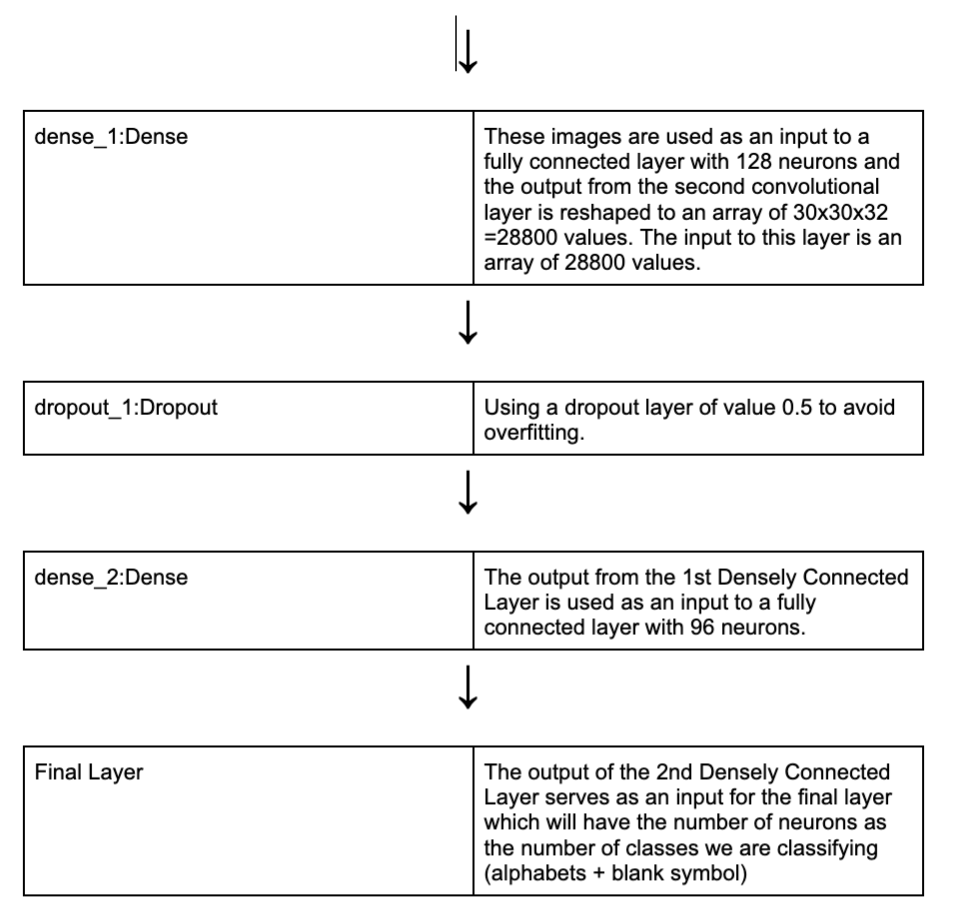 dense_1:Dense
These images are used as an input to a
fully connected layer with 128 neurons and
the output from the second convolutional
layer is reshaped to an array of 30x30x32
=28800 values. The input to this layer is an
array of 28800 values.
dropout_1:Dropout
Using a dropout layer of value 0.5 to avoid
overfitting.
dense_2:Dense
The output from the 1st Densely Connected
Layer is used as an input to a fully
connected layer with 96 neurons.
Final Layer
The output of the 2nd Densely Connected
Layer serves as an input for the final layer
which will have the number of neurons as
the number of classes we are classifying
(alphabets + blank symbol)